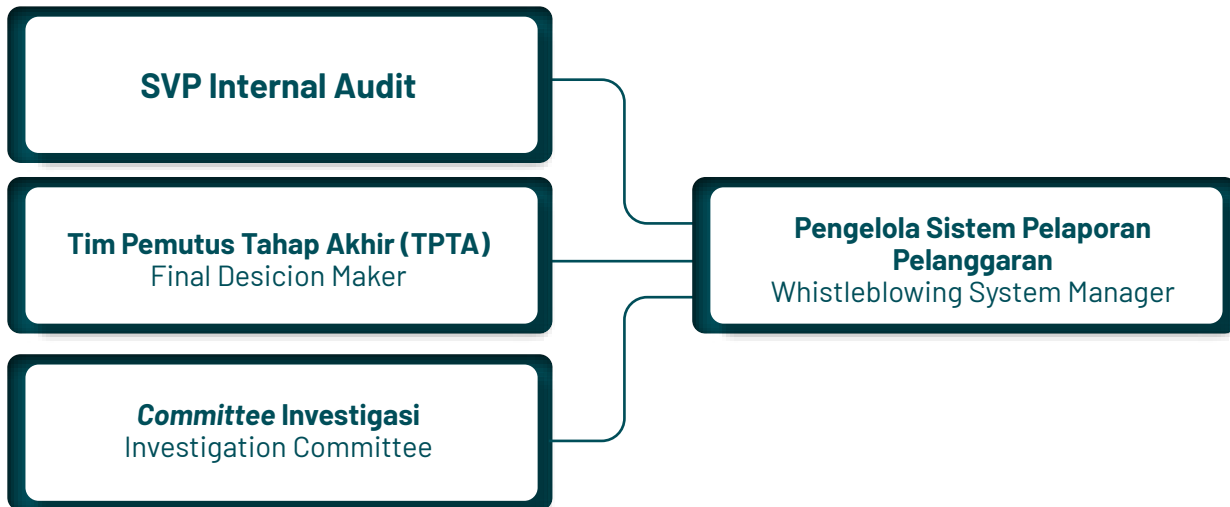 SVP Internal Audit
Tim Pemutus Tahap Akhir (TPTA)
Final Desicion Maker
Committee Investigasi
Investigation Committee
Pengelola Sistem Pelaporan
Pelanggaran
Whistleblowing System Manager